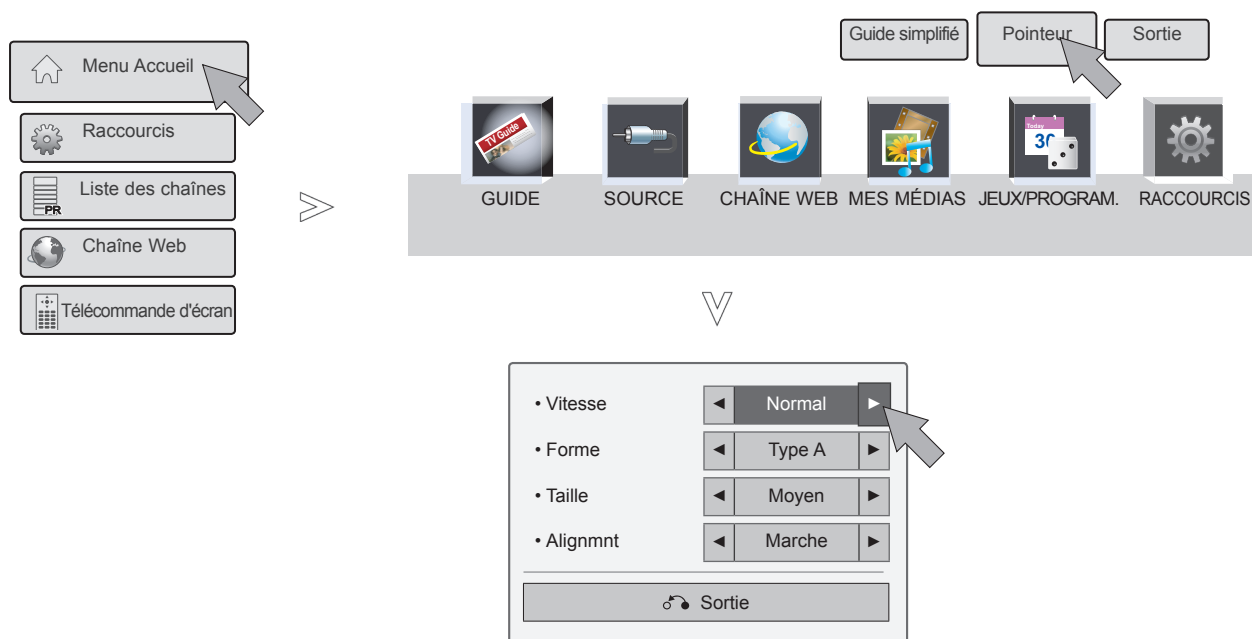 Menu Accueil
Raccourcis
Liste des chaînes
PR
Chaîne Web
Télécommande d'écran
Guide simplifié
Pointeur
Sortie
TV Guide
Today
30
GUIDE
SOURCE
CHAÎNE WEB
MES MÉDIAS
JEUX/PROGRAM.
RACCOURCIS
• Vitesse
◄ Normal ►
• Forme
◄ Type A ►
• Taille
◄ Moyen ►
• Alignmnt
◄ Marche ►
Sortie